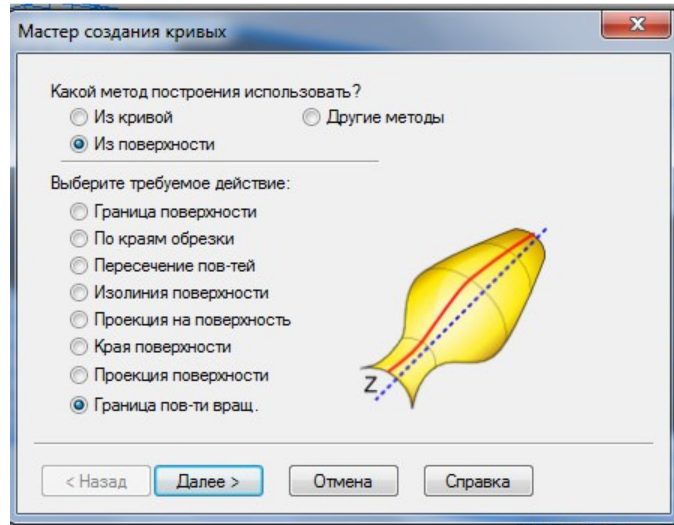 Мастер создания кривых
Какой метод построения использовать?
Из кривой
Другие методы
Из поверхности
Выберите требуемое действие:
Граница поверхности
По краям обрезки
Пересечение пов-тей
Изолиния поверхности
Проекция на поверхность
Края поверхности
Проекция поверхности
Граница пов-ти вращ.
Z
< Назад
Далее >
Отмена
Справка